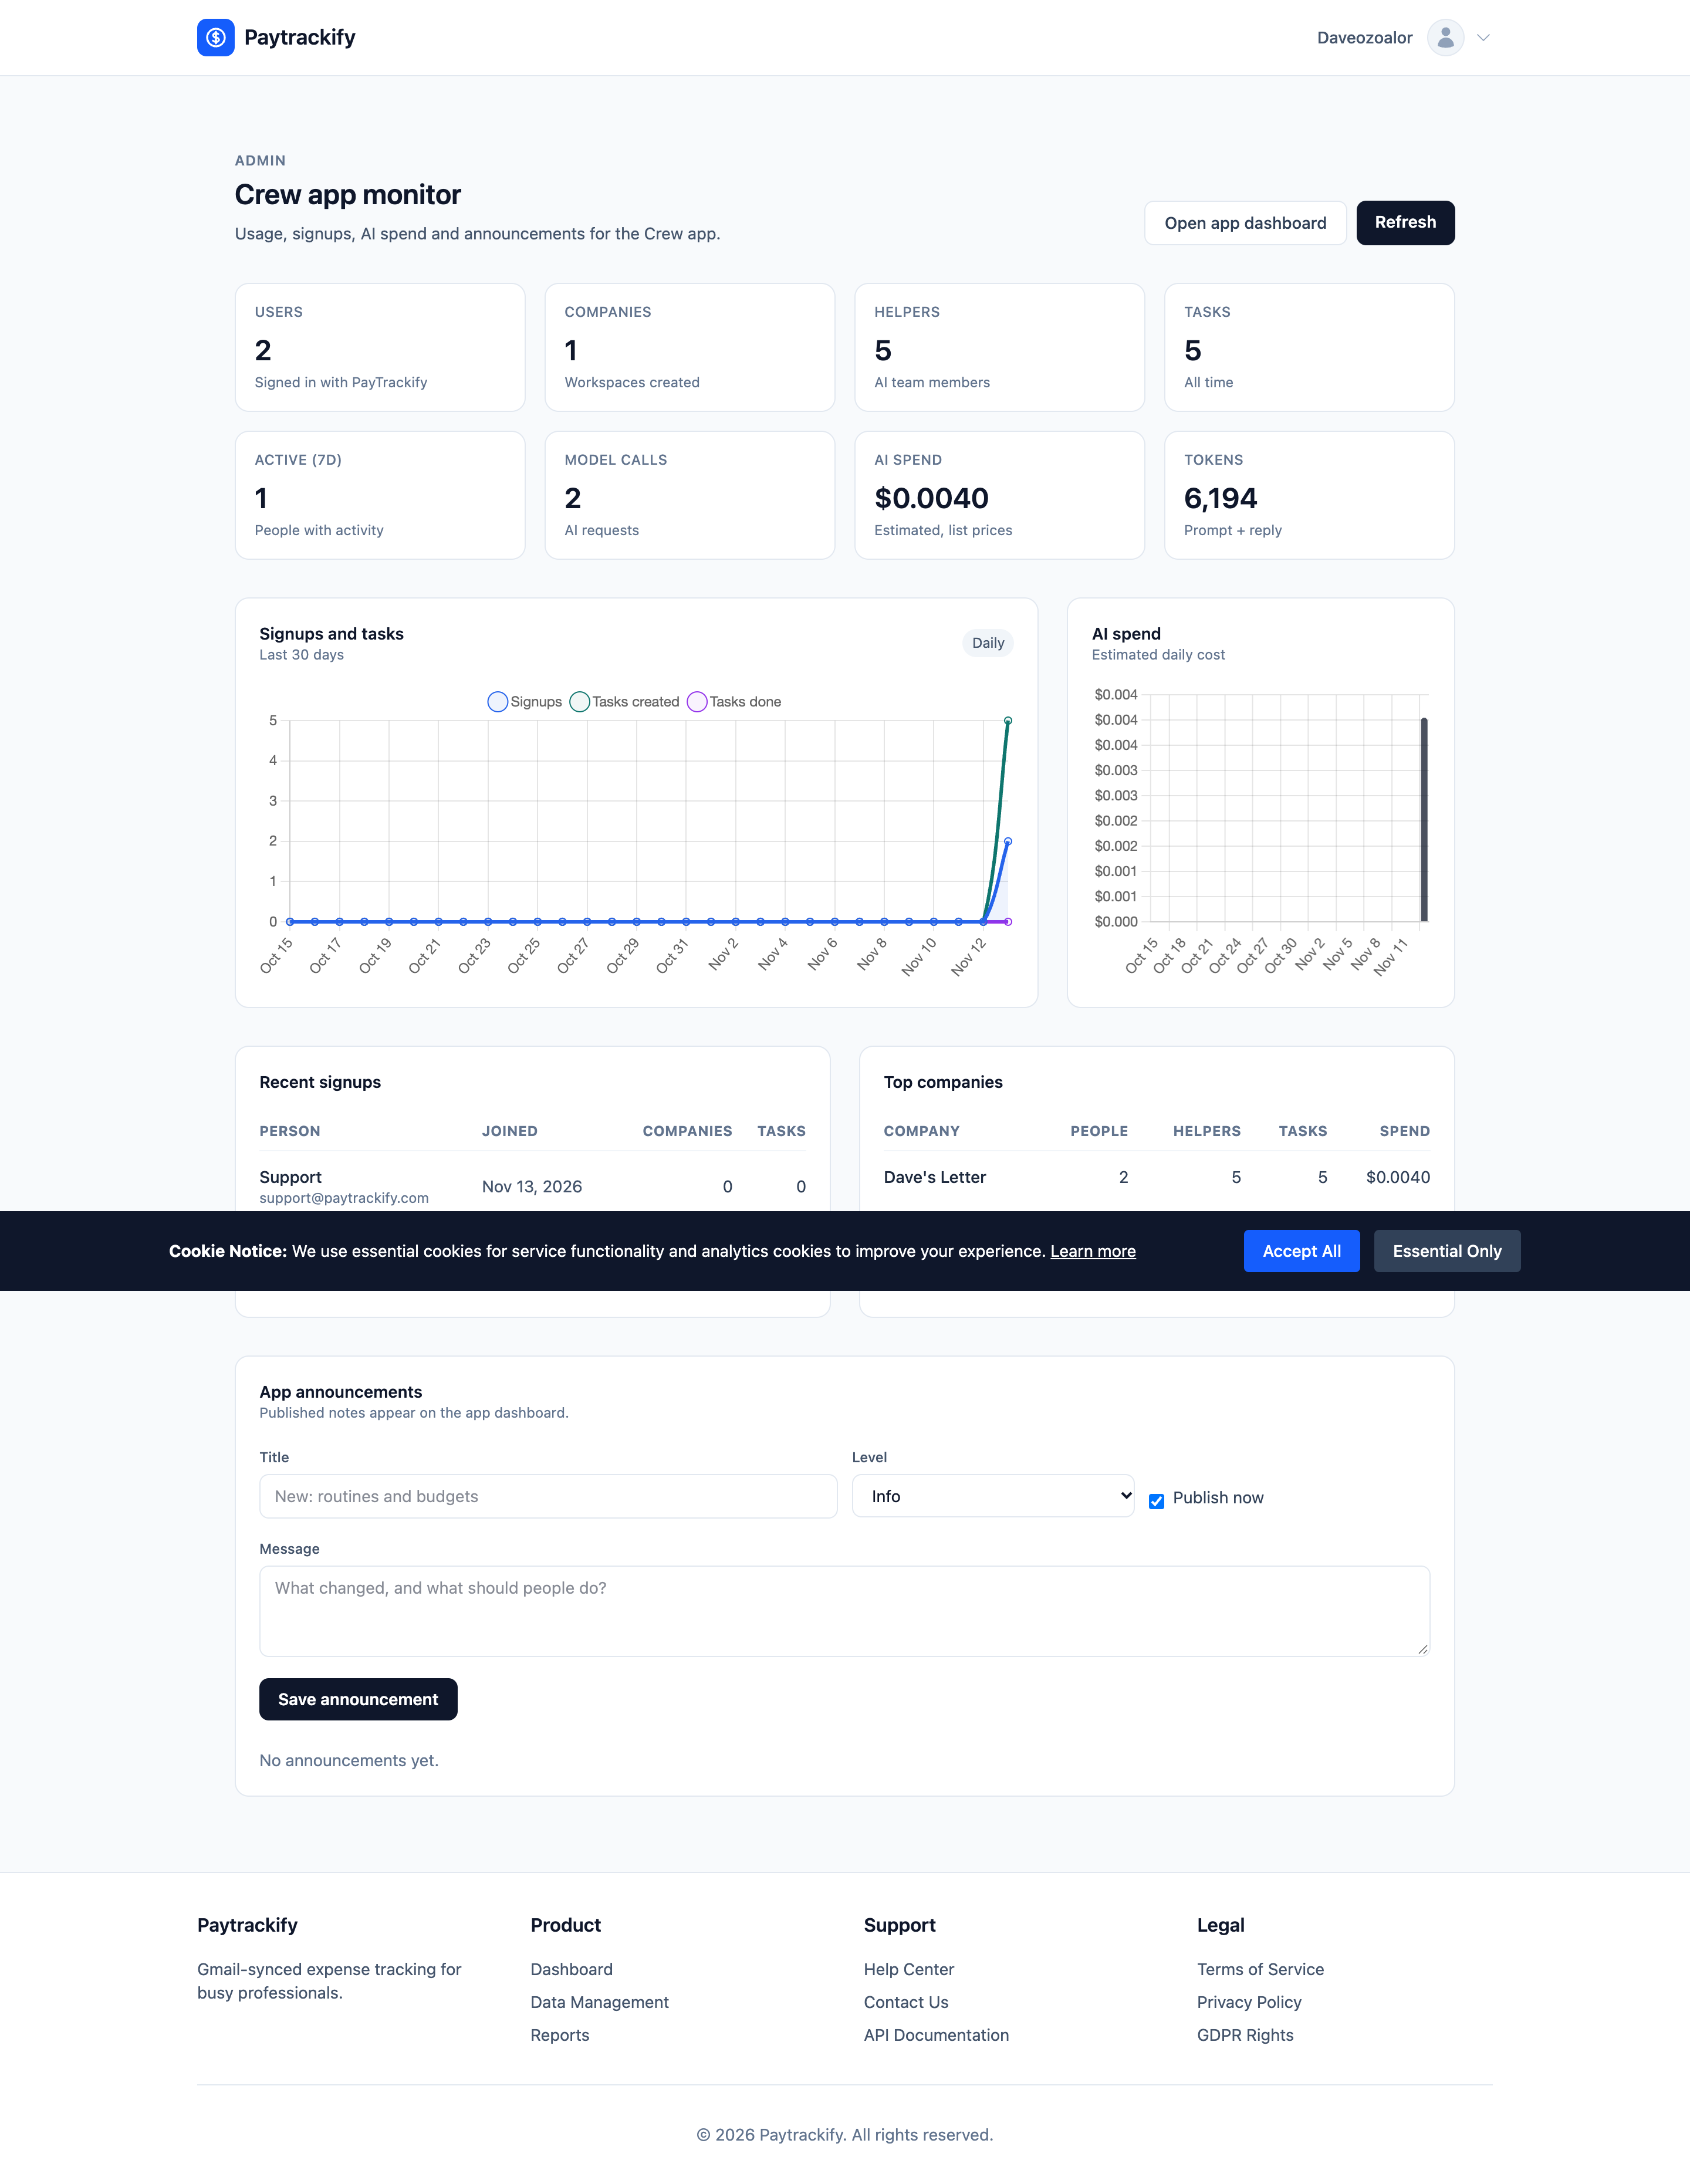 Paytrackify
Daveozoalor
ADMIN
Crew app monitor
Usage, signups, AI spend and announcements for the Crew app.
Open app dashboard
Refresh
USERS
2
Signed in with PayTrackify
COMPANIES
1
Workspaces created
HELPERS
5
AI team members
TASKS
5
All time
ACTIVE (7D)
1
People with activity
MODEL CALLS
2
AI requests
AI SPEND
$0.0040
Estimated, list prices
TOKENS
6,194
Prompt + reply
Signups and tasks
Last 30 days
Daily
Signups Tasks created Tasks done
5
4
3
2
1
0
Oct 15 Oct 17 Oct 19 Oct 21 Oct 23 Oct 25 Oct 27 Oct 29 Oct 31 Nov 2 Nov 4 Nov 6 Nov 8 Nov 10 Nov 12
AI spend
Estimated daily cost
$0.004
$0.004
$0.004
$0.003
$0.003
$0.002
$0.002
$0.001
$0.001
$0.000
Oct 15 Oct 18 Oct 21 Oct 24 Oct 27 Oct 30 Nov 2 Nov 5 Nov 8 Nov 11
Recent signups
PERSON JOINED COMPANIES TASKS
Support
support@paytrackify.com
Nov 13, 2026 0 0
Top companies
COMPANY PEOPLE HELPERS TASKS SPEND
Dave's Letter 2 5 5 $0.0040
Cookie Notice: We use essential cookies for service functionality and analytics cookies to improve your experience. Learn more
Accept All
Essential Only
App announcements
Published notes appear on the app dashboard.
Title
New: routines and budgets
Level
Info
Publish now
Message
What changed, and what should people do?
Save announcement
No announcements yet.
Paytrackify
Gmail-synced expense tracking for
busy professionals.
Product
Dashboard
Data Management
Reports
Support
Help Center
Contact Us
API Documentation
Legal
Terms of Service
Privacy Policy
GDPR Rights
© 2026 Paytrackify. All rights reserved.